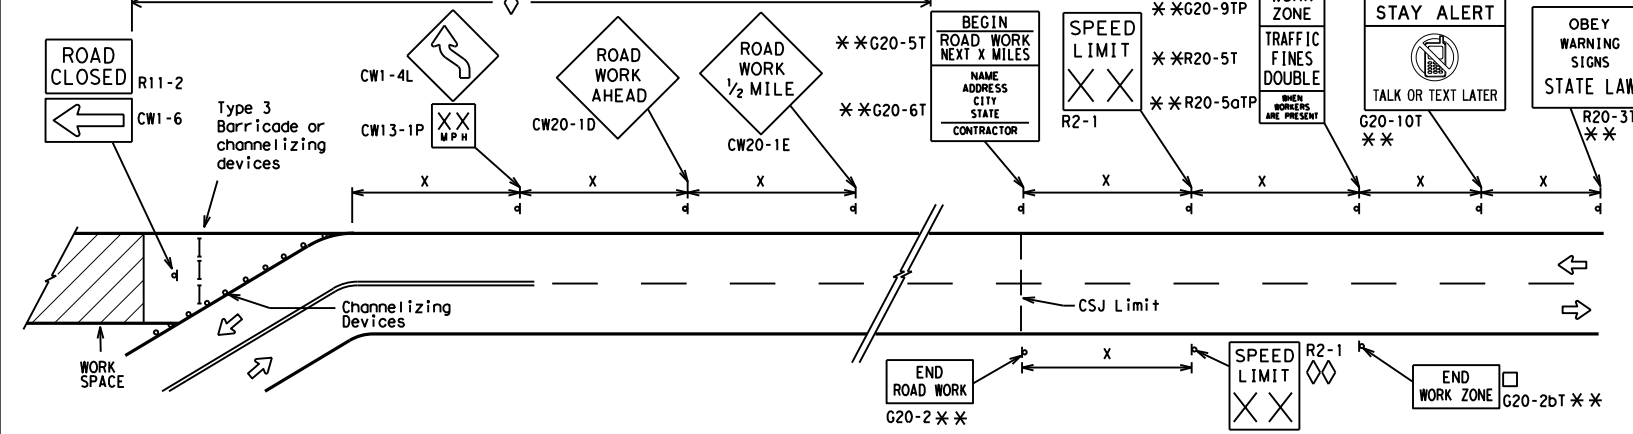 ROAD
CLOSED
R11-2
CW1-6
Type 3
Barricade or
channelizing
devices
CW1-4L
XX
MPH
CW13-1P
ROAD
WORK
AHEAD
CW20-1D
ROAD
WORK
1/2 MILE
CW20-1E
**G20-5T
BEGIN
ROAD WORK
NEXT X MILES
**G20-6T
NAME
ADDRESS
CITY
STATE
CONTRACTOR
SPEED
LIMIT
XX
R2-1
**G20-9TP
ZONE
**R20-5T
TRAFFIC
FINES
DOUBLE
**R20-5aTP
WHEN
WORKERS
ARE PRESENT
STAY ALERT
TALK OR TEXT LATER
G20-10T
**
OBEY
WARNING
SIGNS
STATE LAW
R20-3T
**
X
X
X
X
X
X
X
Channelizing
Devices
CSJ Limit
WORK
SPACE
X
END
ROAD WORK
G20-2**
SPEED
LIMIT
XX
R2-1
END
WORK ZONE
G20-2bT**